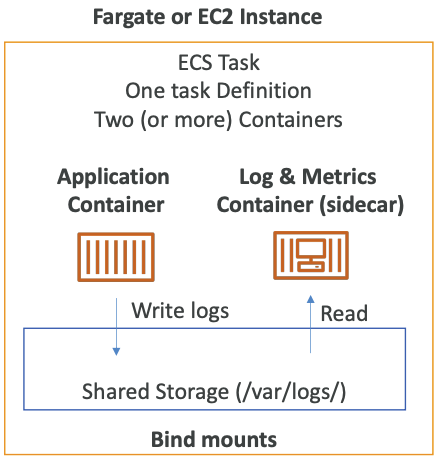 Fargate or EC2 Instance
ECS Task
One task Definition
Two (or more) Containers
Application
Container
Log & Metrics
Container (sidecar)
Write logs
Read
Shared Storage (/var/logs/)
Bind mounts